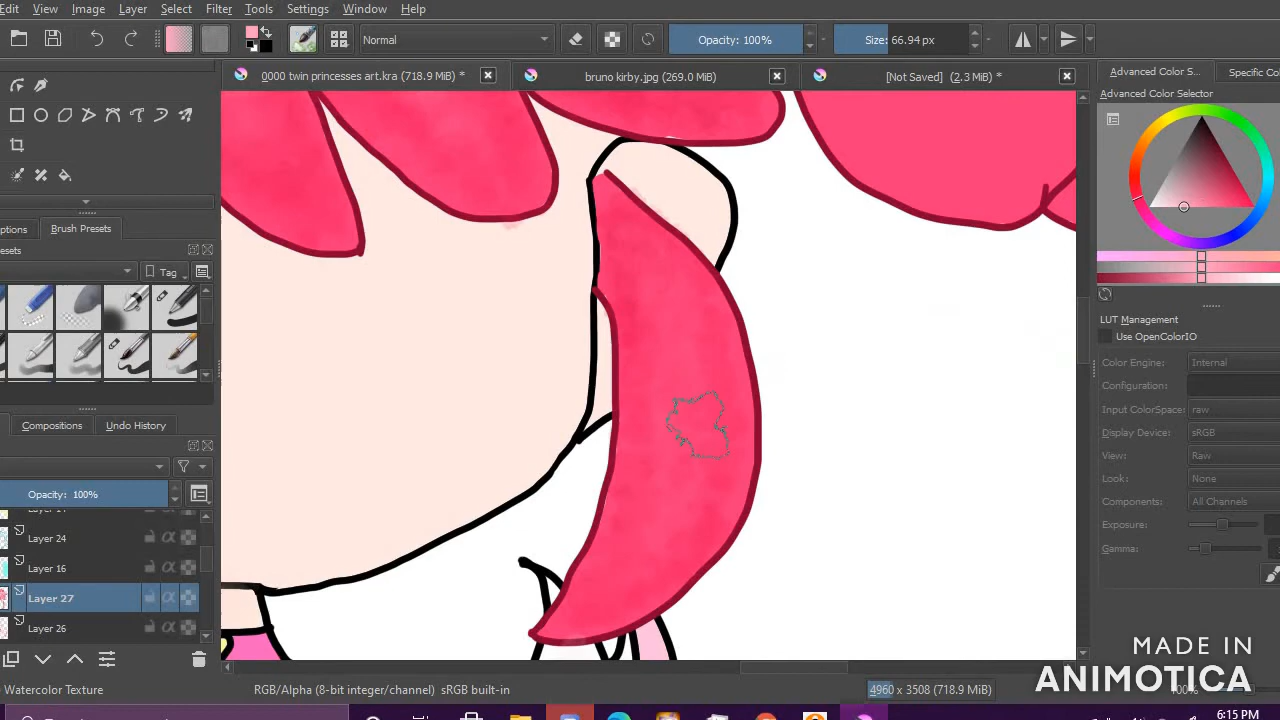 Edit View Image Layer Select Filter Tools Settings Window Help
Normal Opacity: 100% Size: 66.94 px
0000 twin princesses art.kra (718.9 MiB) *
bruno kirby.jpg (269.0 MiB)
[Not Saved] (2.3 MiB) *
Advanced Color S...
Specific Co
Advanced Color Selector
ptions
Brush Presets
esets
Tag
LUT Management
Use OpenColorIO
Color Engine: Internal
Configuration:
Input ColorSpace: raw
Display Device: sRGB
View: Raw
Look: None
Components: All Channels
Exposure:
Gamma:
Compositions
Undo History
Opacity: 100%
Layer 24
Layer 16
Layer 27
Layer 26
Watercolor Texture
RGB/Alpha (8-bit integer/channel) sRGB built-in
4960 x 3508 (718.9 MiB)
100%
MADE IN
ANIMOTICA
6:15 PM